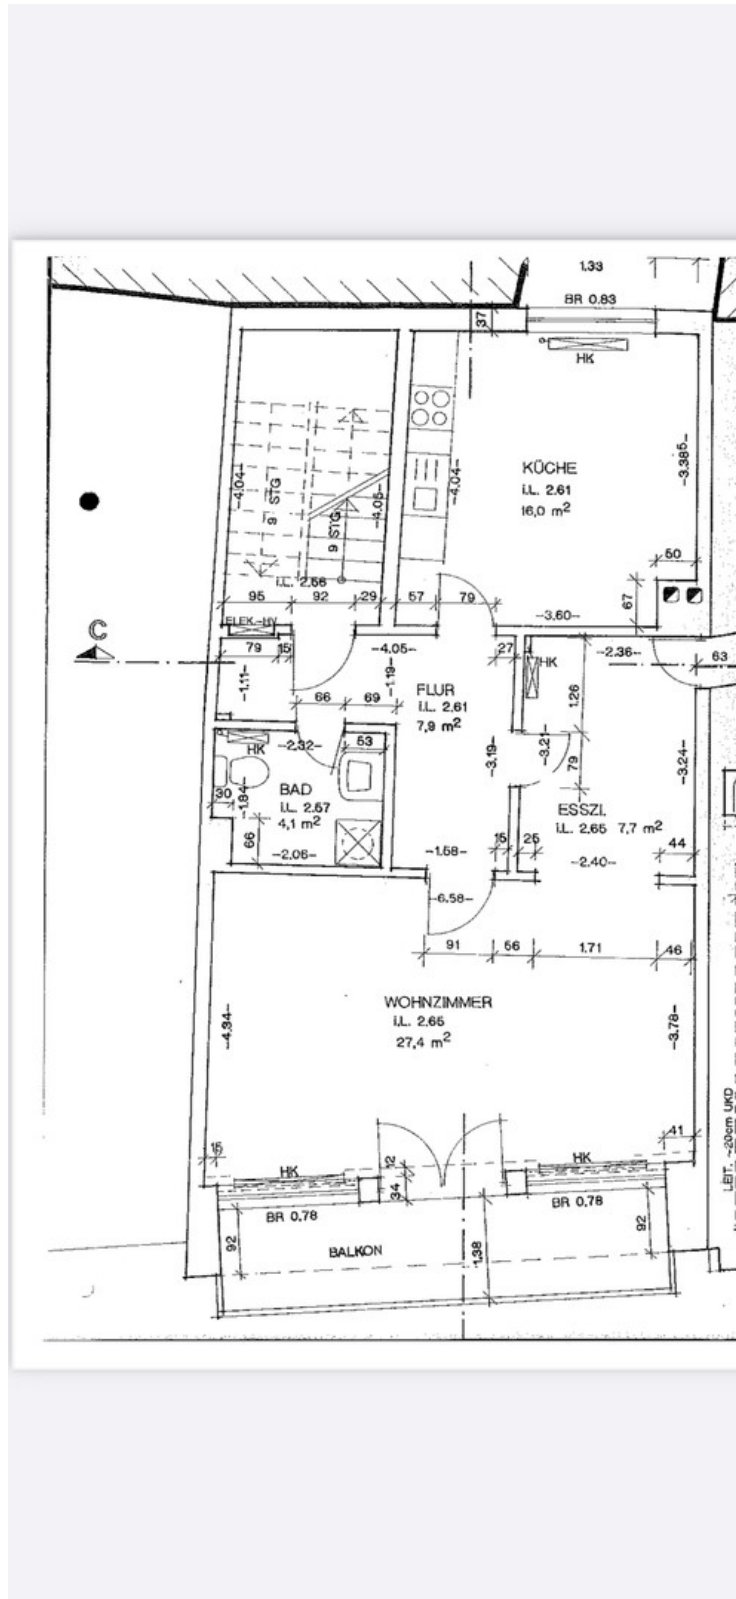 1.33
BR 0.83
37
HK
KÜCHE
i.L. 2.61
16,0 m²
-3.385-
-4.04-
9 STG
-4.05-
9 STG
-4.04-
i.L. 2.56
50
67
95
92
29
57
79
-3.60-
ELEK.-HV
C
79
15
-4.05-
27
-2.36-
63
HK
-1.11-
-1.19-
66
69
FLUR
i.L. 2.61
7,9 m²
1.26
-3.19-
-3.21-
79
-3.24-
HK
-2.32-
53
BAD
i.L. 2.57
4,1 m²
30
-1.84-
66
-2.06-
ESSZI.
i.L. 2.65 7,7 m²
-1.58-
15
25
-2.40-
44
-6.58-
91
56
1.71
46
WOHNZIMMER
i.L. 2.65
27,4 m²
-4.34-
-3.78-
LEIT., ~20cm UKD
15
41
HK
12
HK
34
BR 0.78
BR 0.78
92
BALKON
1.38
92